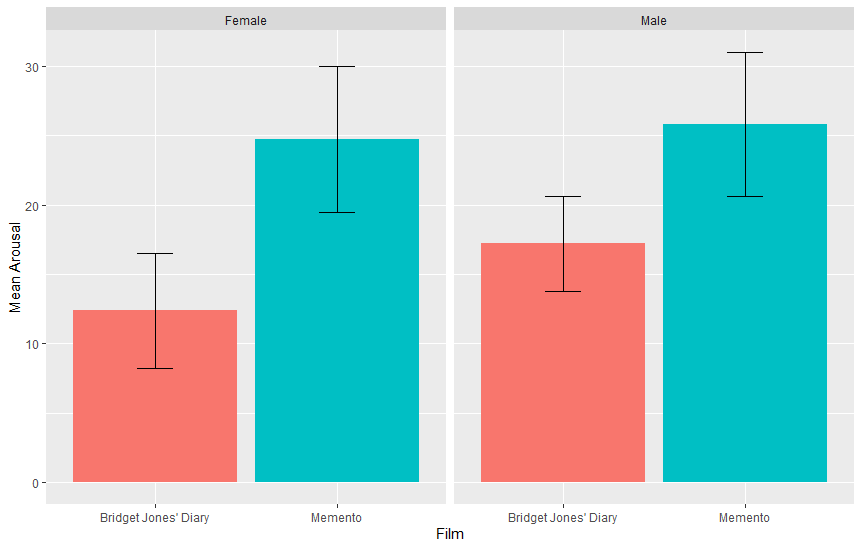 Female
Male
30
20
10
0
Mean Arousal
Bridget Jones' Diary
Memento
Bridget Jones' Diary
Memento
Film